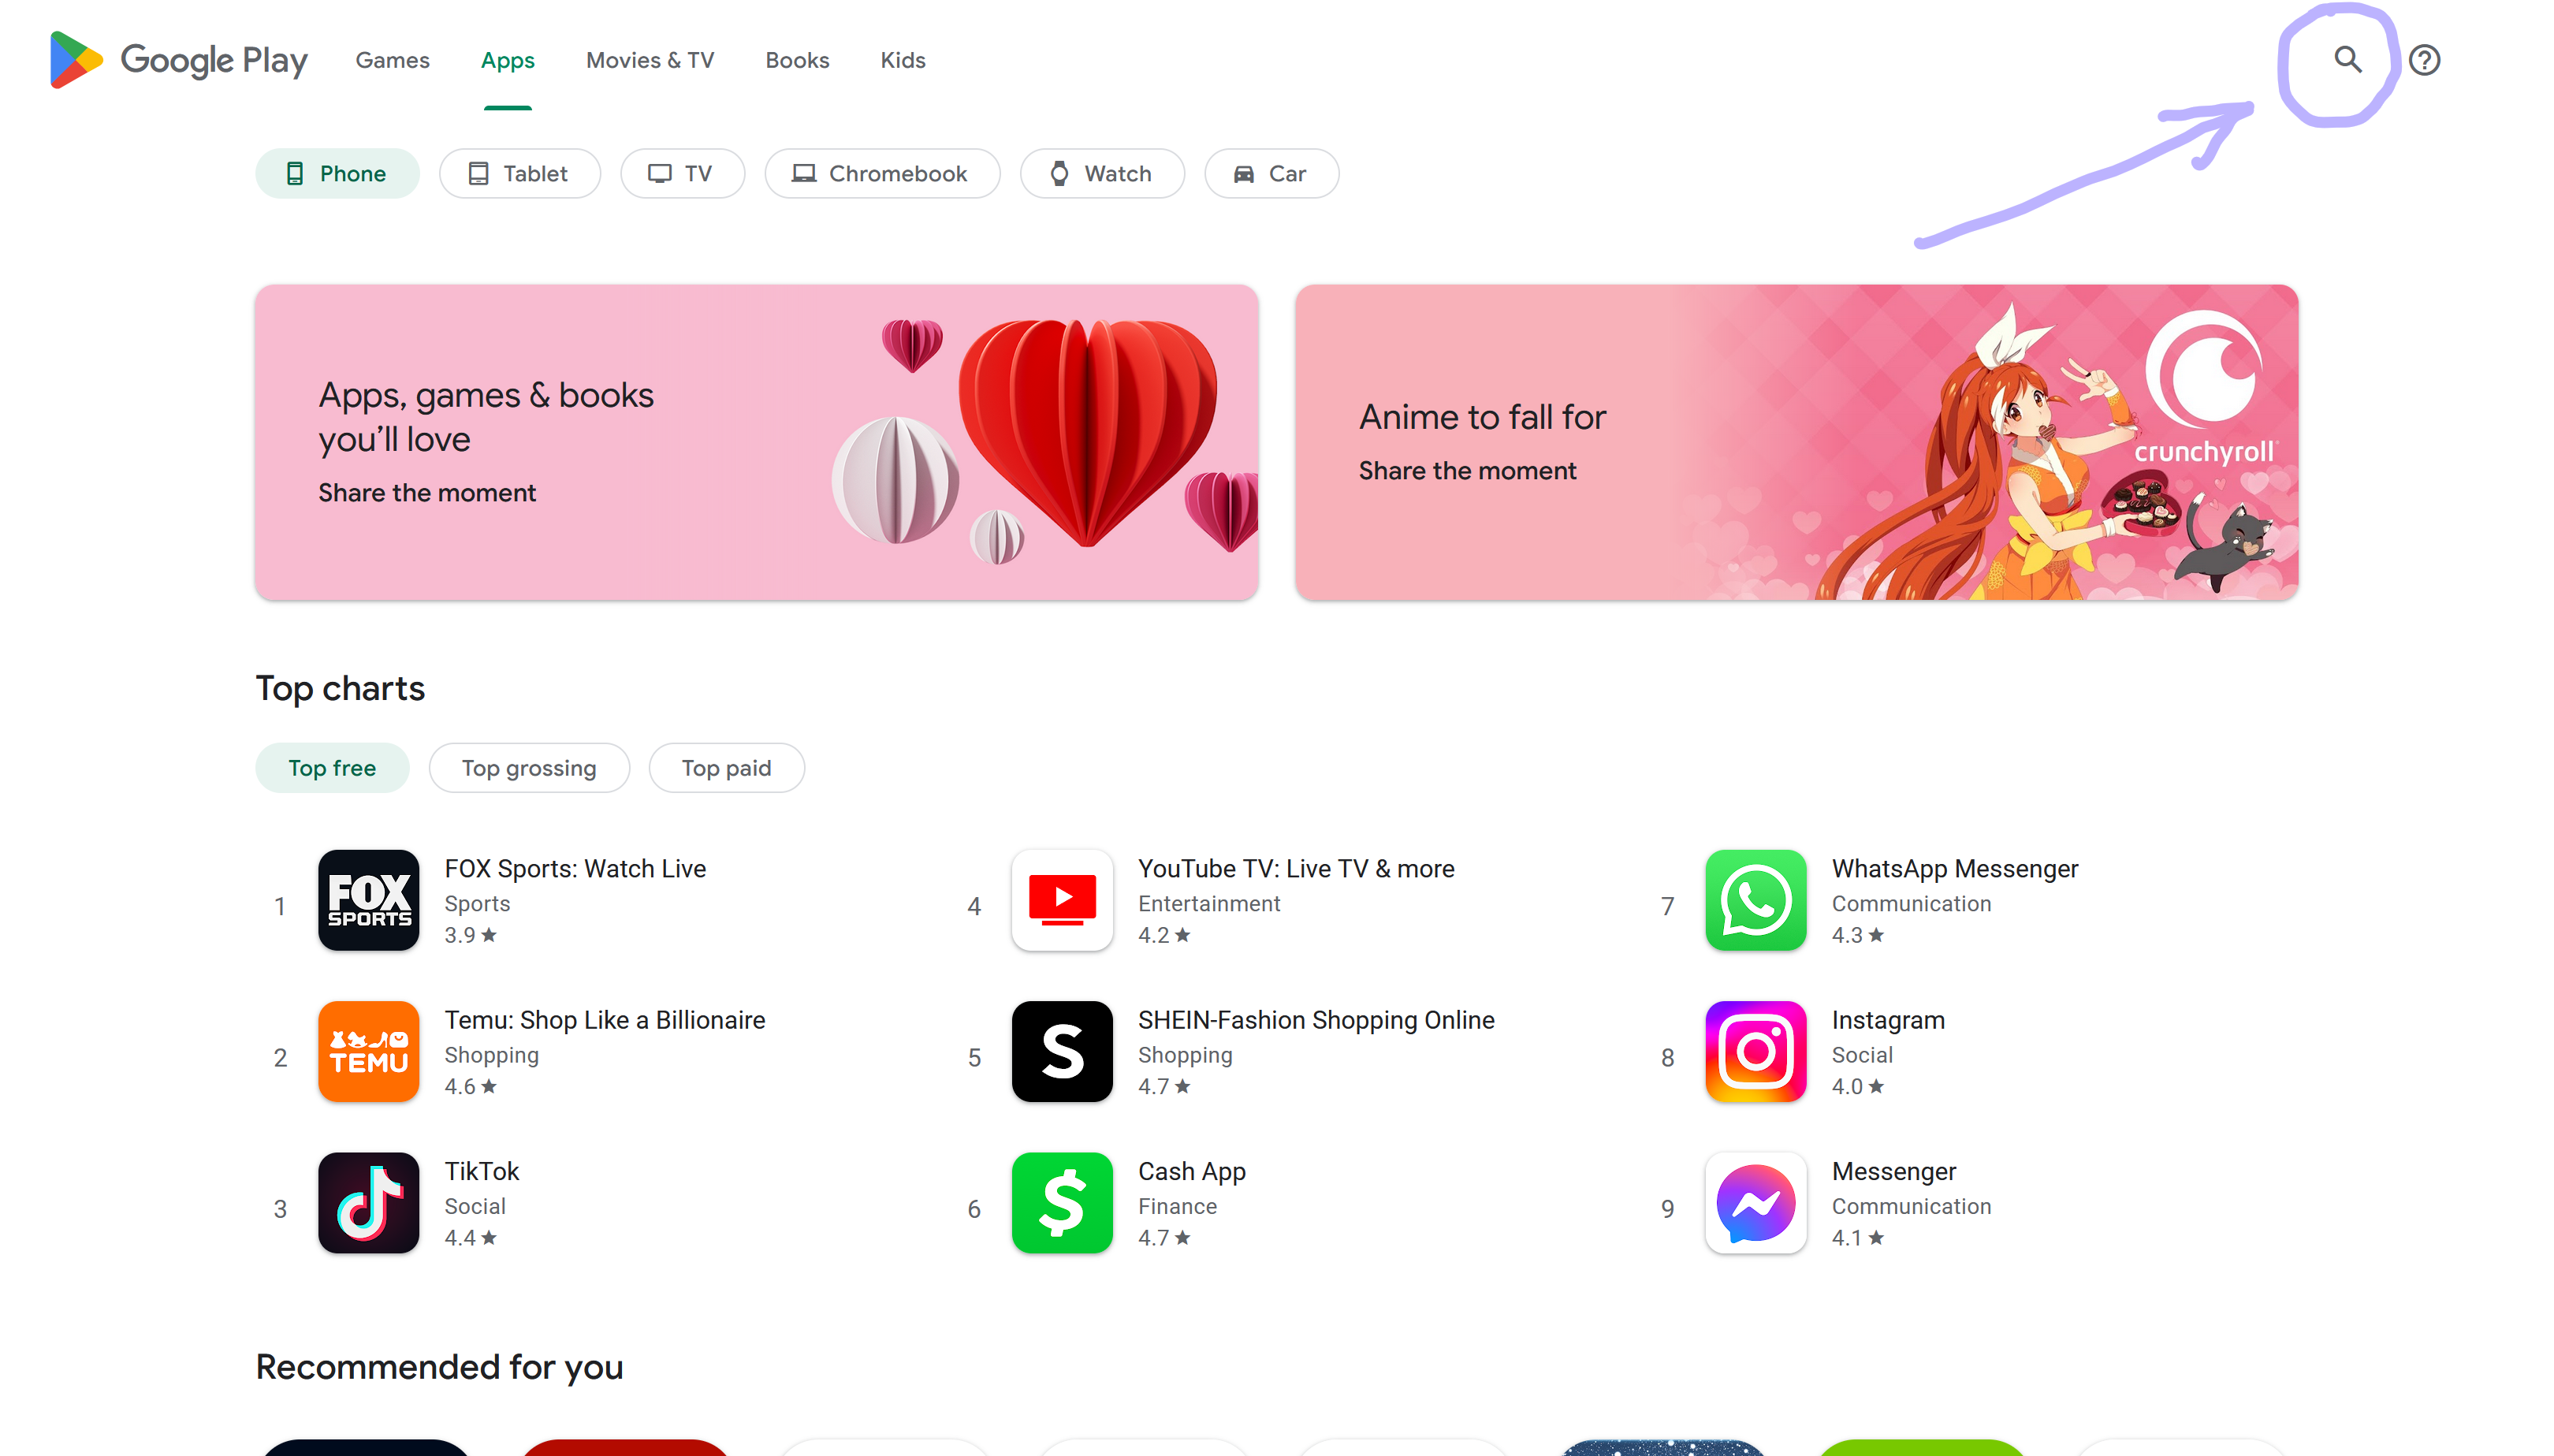 Google Play Games Apps Movies & TV Books Kids
Phone Tablet TV Chromebook Watch Car
Apps, games & books
you’ll love
Share the moment
Anime to fall for
Share the moment
crunchyroll
Top charts
Top free Top grossing Top paid
1
FOX SPORTS
FOX Sports: Watch Live
Sports
3.9 ★
4
YouTube TV: Live TV & more
Entertainment
4.2 ★
7
WhatsApp Messenger
Communication
4.3 ★
2
TEMU
Temu: Shop Like a Billionaire
Shopping
4.6 ★
5
S
SHEIN-Fashion Shopping Online
Shopping
4.7 ★
8
Instagram
Social
4.0 ★
3
TikTok
Social
4.4 ★
6
$
Cash App
Finance
4.7 ★
9
Messenger
Communication
4.1 ★
Recommended for you